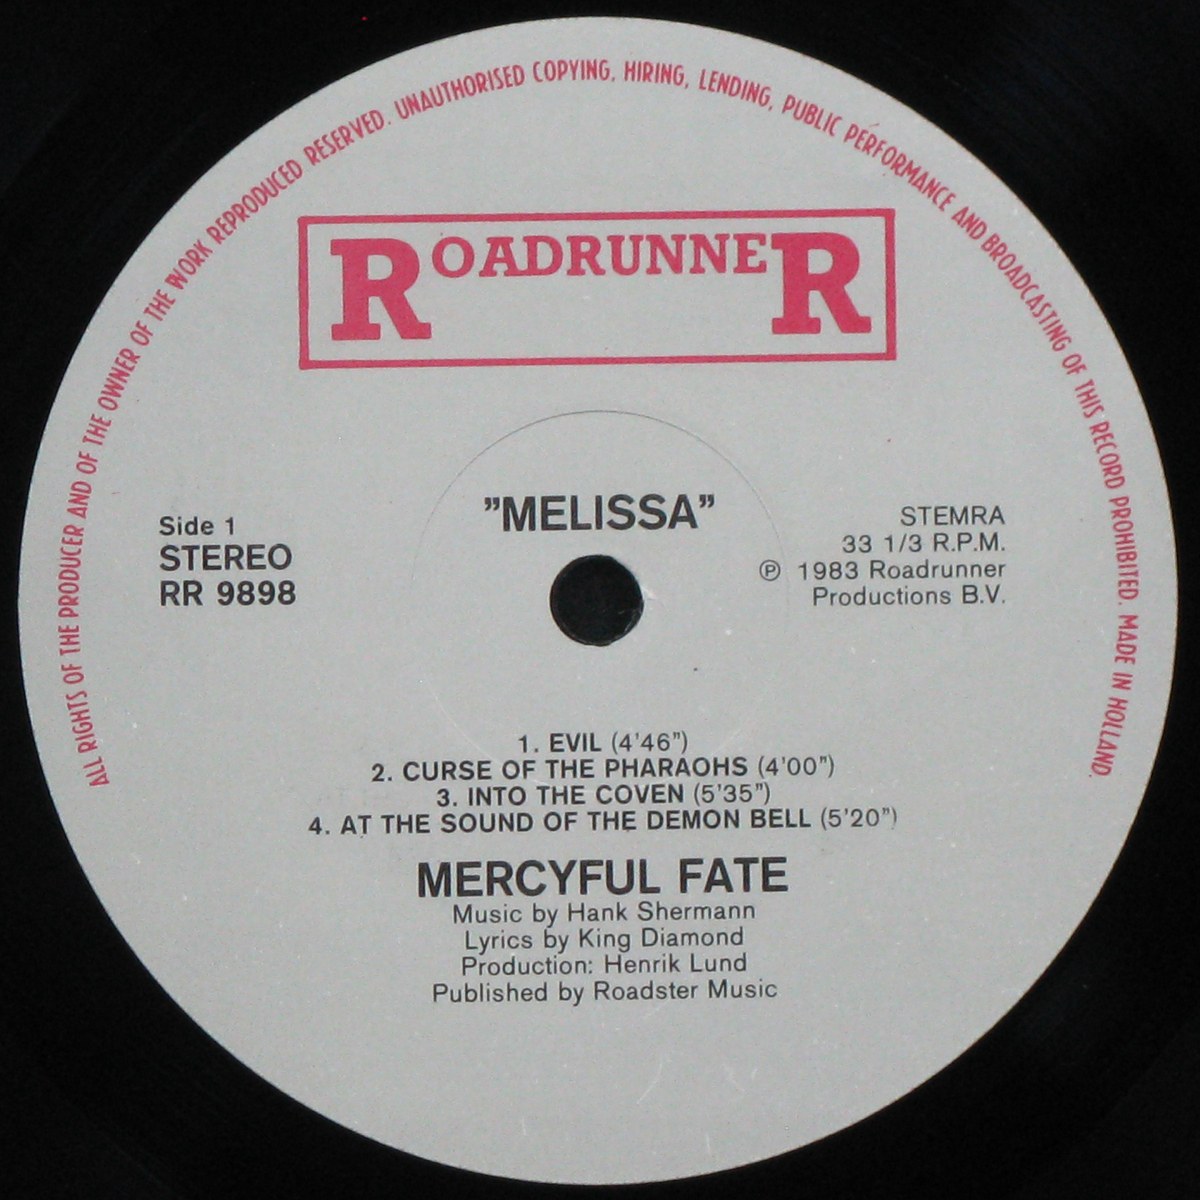 ALL RIGHTS OF THE PRODUCER AND OF THE OWNER OF THE WORK REPRODUCED RESERVED. UNAUTHORISED COPYING, HIRING, LENDING, PUBLIC PERFORMANCE AND BROADCASTING OF THIS RECORD PROHIBITED. MADE IN HOLLAND.
ROADRUNNER
"MELISSA"
Side 1
STEREO
RR 9898
STEMRA
33 1/3 R.P.M.
℗ 1983 Roadrunner
Productions B.V.
1. EVIL (4'46")
2. CURSE OF THE PHARAOHS (4'00")
3. INTO THE COVEN (5'35")
4. AT THE SOUND OF THE DEMON BELL (5'20")
MERCYFUL FATE
Music by Hank Shermann
Lyrics by King Diamond
Production: Henrik Lund
Published by Roadster Music